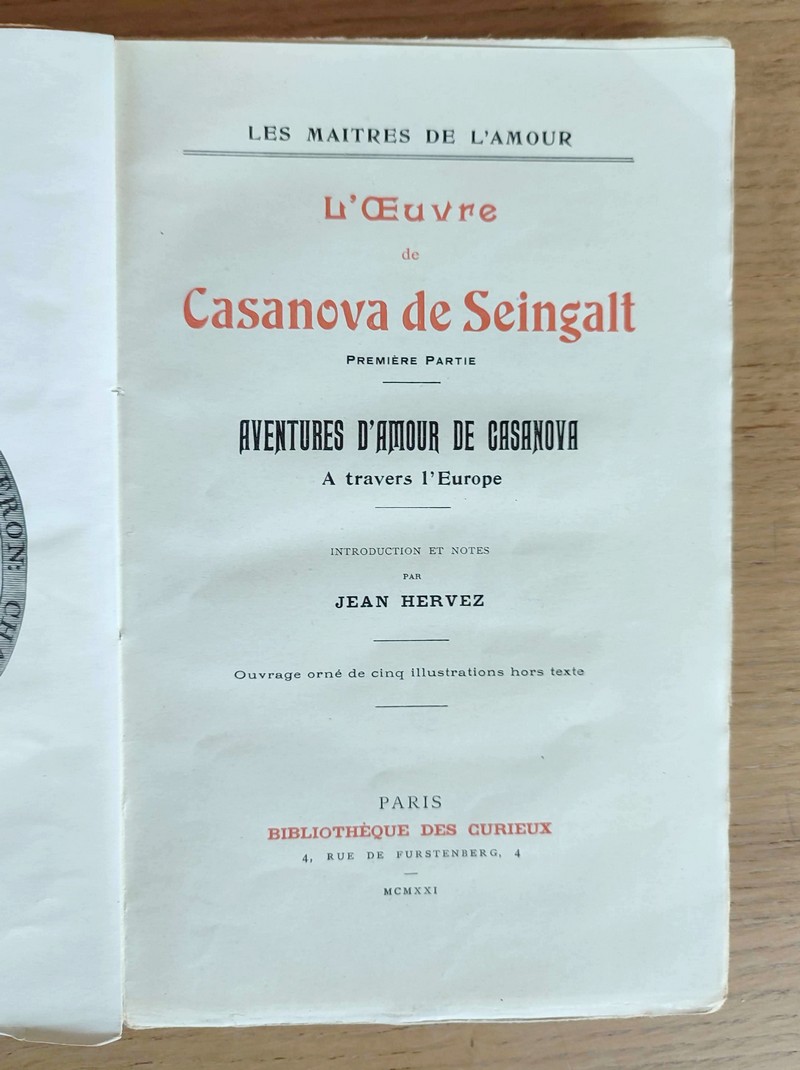 LES MAITRES DE L'AMOUR
L'Œuvre
de
Casanova de Seingalt
PREMIÈRE PARTIE
AVENTURES D'AMOUR DE CASANOVA
A travers l'Europe
INTRODUCTION ET NOTES
PAR
JEAN HERVEZ
Ouvrage orné de cinq illustrations hors texte
PARIS
BIBLIOTHÈQUE DES CURIEUX
4, RUE DE FURSTENBERG, 4
MCMXXI